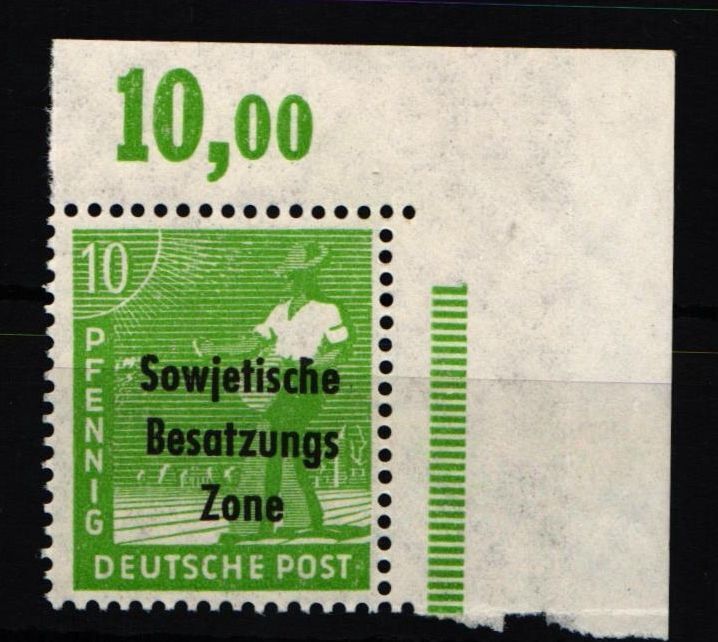 10,00
10
PFENNIG
Sowjetische
Besatzungs
Zone
DEUTSCHE POST